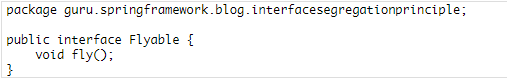 package guru.springframework.blog.interfacesegregationprinciple;

public interface Flyable {
    void fly();
}